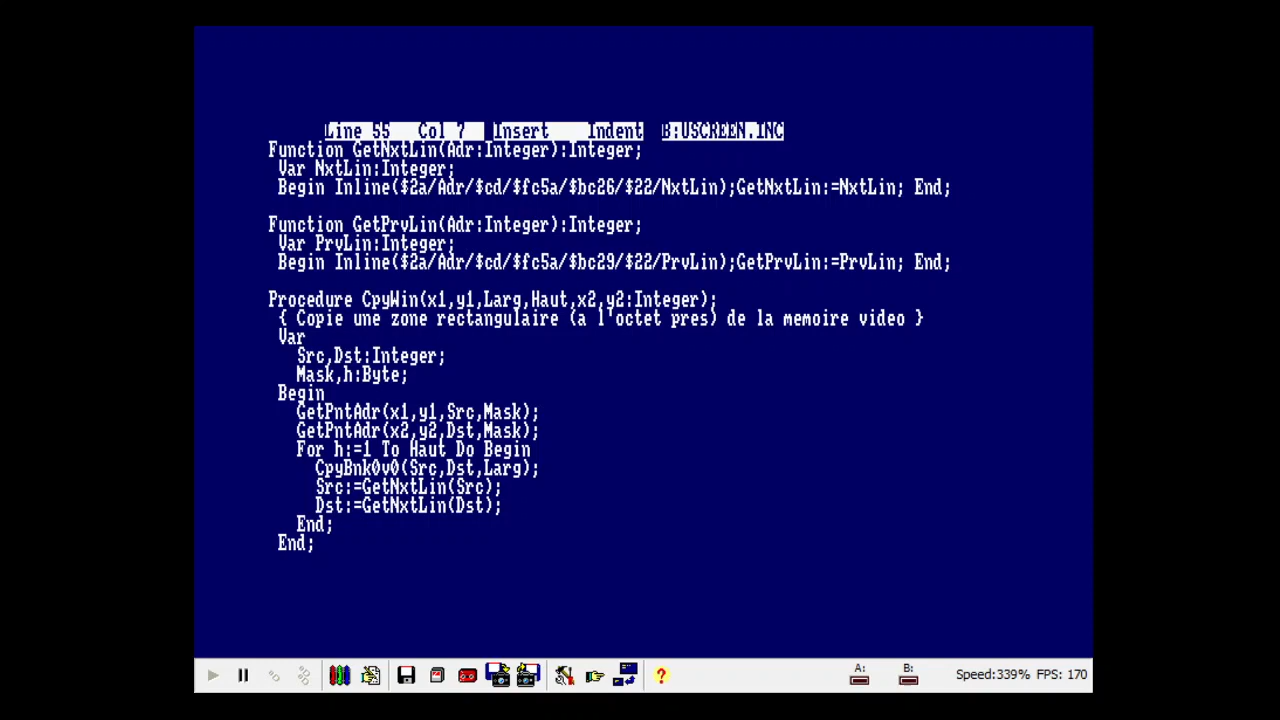 Line 55   Col 7   Insert    Indent  B:USCREEN.INC
Function GetNxtLin(Adr:Integer):Integer;
 Var NxtLin:Integer;
 Begin Inline($2a/Adr/$cd/$fc5a/$bc26/$22/NxtLin);GetNxtLin:=NxtLin; End;
Function GetPrvLin(Adr:Integer):Integer;
 Var PrvLin:Integer;
 Begin Inline($2a/Adr/$cd/$fc5a/$bc29/$22/PrvLin);GetPrvLin:=PrvLin; End;
Procedure CpyWin(x1,y1,Larg,Haut,x2,y2:Integer);
 { Copie une zone rectangulaire (a l'octet pres) de la memoire video }
 Var
   Src,Dst:Integer;
   Mask,h:Byte;
 Begin
   GetPntAdr(x1,y1,Src,Mask);
   GetPntAdr(x2,y2,Dst,Mask);
   For h:=1 To Haut Do Begin
     CpyBnk0v0(Src,Dst,Larg);
     Src:=GetNxtLin(Src);
     Dst:=GetNxtLin(Dst);
   End;
 End;
A: B: Speed:339% FPS: 170